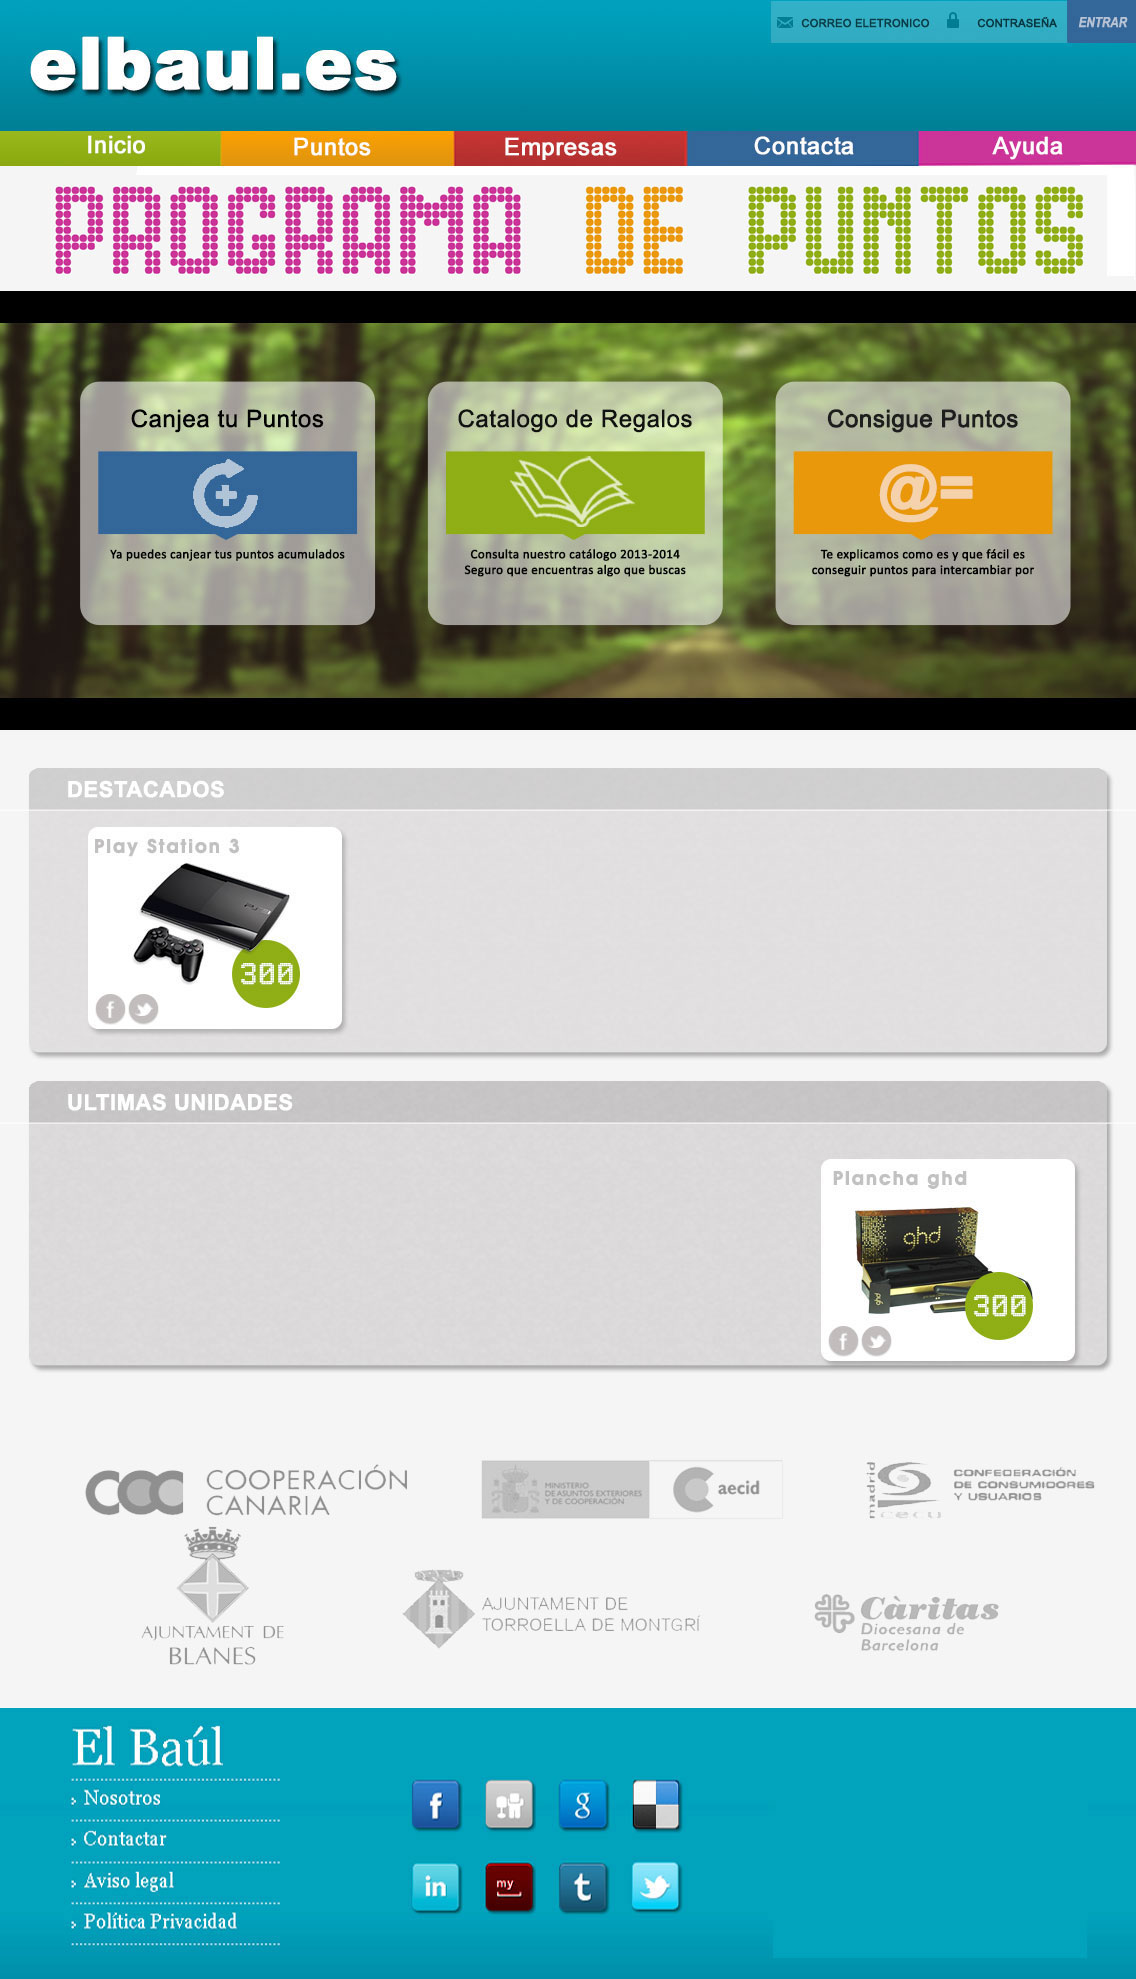 CORREO ELETRONICO
CONTRASEÑA
ENTRAR
elbaul.es
Inicio
Puntos
Empresas
Contacta
Ayuda
PROGRAMA DE PUNTOS
Canjea tu Puntos
Ya puedes canjear tus puntos acumulados
Catalogo de Regalos
Consulta nuestro catálogo 2013-2014
Seguro que encuentras algo que buscas
Consigue Puntos
@=
Te explicamos como es y que fácil es
conseguir puntos para intercambiar por
DESTACADOS
Play Station 3
PS3
300
f
ULTIMAS UNIDADES
Plancha ghd
ghd
ghd
300
f
COOPERACIÓN
CANARIA
MINISTERIO
DE ASUNTOS EXTERIORES
Y DE COOPERACIÓN
aecid
madrid
cecu
CONFEDERACIÓN
DE CONSUMIDORES
Y USUARIOS
AJUNTAMENT DE
BLANES
AJUNTAMENT DE
TORROELLA DE MONTGRÍ
Càritas
Diocesana de
Barcelona
El Baúl
› Nosotros
› Contactar
› Aviso legal
› Política Privacidad
f
g
in
my
t